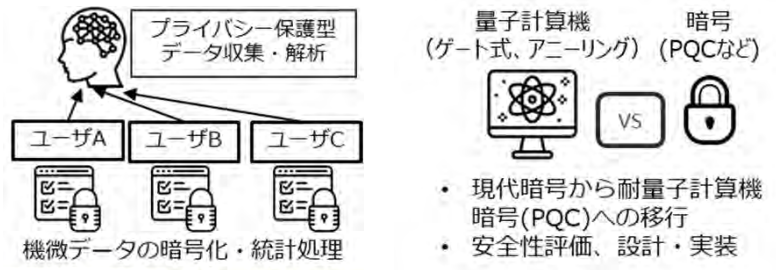 プライバシー保護型
データ収集・解析
ユーザA
ユーザB
ユーザC
機微データの暗号化・統計処理
量子計算機
(ゲート式、アニーリング)
暗号
(PQCなど)
VS
・ 現代暗号から耐量子計算機
暗号(PQC)への移行
・ 安全性評価、設計・実装